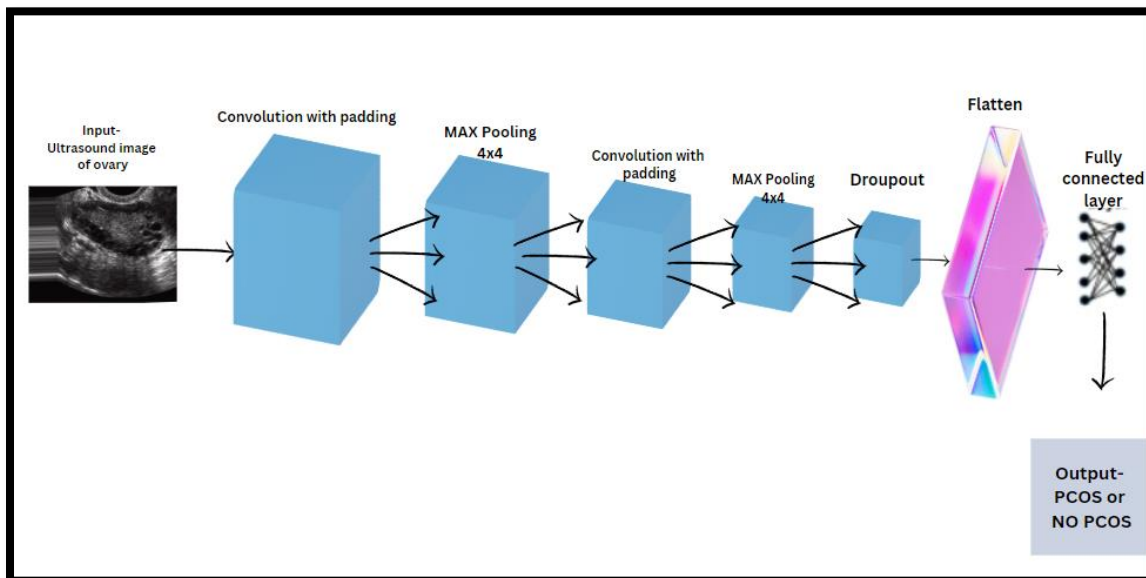 Input-
Ultrasound image
of ovary
Convolution with padding
MAX Pooling
4x4
Convolution with
padding
MAX Pooling
4x4
Droupout
Flatten
Fully
connected
layer
Output-
PCOS or
NO PCOS